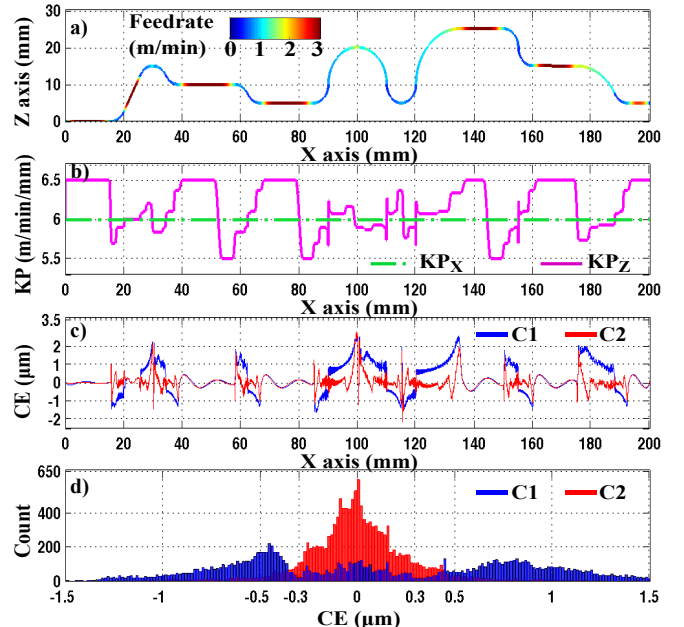 a)
Feedrate
(m/min)
0 1 2 3
Z axis (mm)
30
20
10
0
0 20 40 60 80 100 120 140 160 180 200
X axis (mm)
b)
KP (m/min/mm)
6.5
6
5.5
KPX KPZ
0 20 40 60 80 100 120 140 160 180 200
X axis (mm)
c)
CE (μm)
3.5
2
1
0
-1
-2
C1 C2
0 20 40 60 80 100 120 140 160 180 200
X axis (mm)
d)
Count
650
400
200
0
C1 C2
-1.5 -1 -0.5 -0.3 0 0.3 0.5 1 1.5
CE (μm)